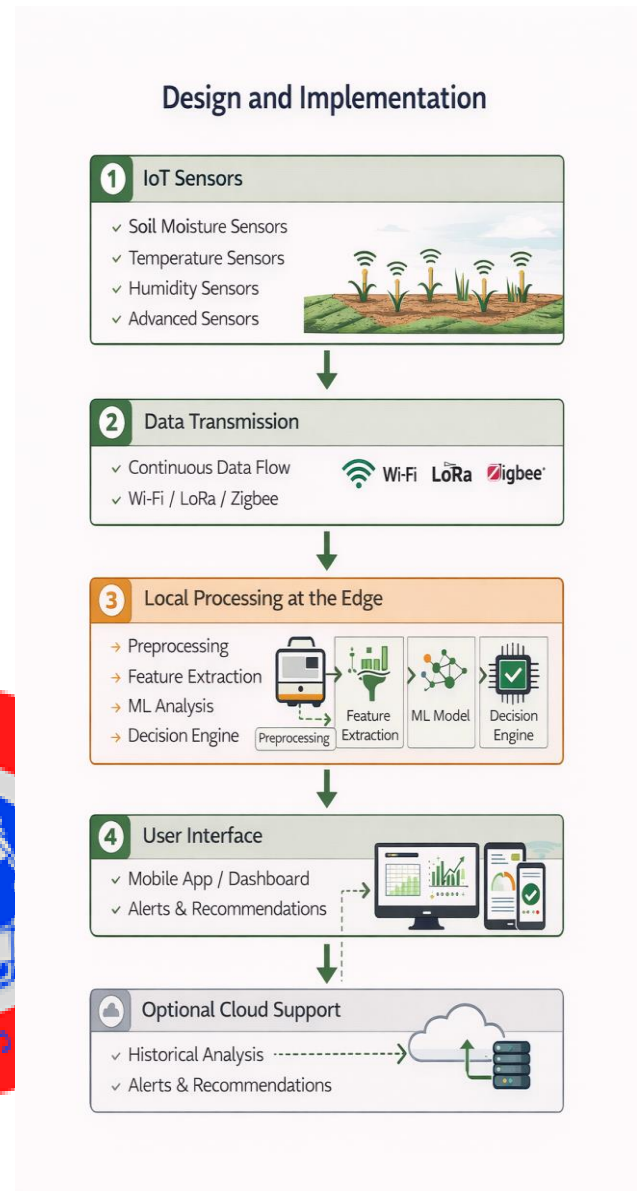 Design and Implementation
1 IoT Sensors
Soil Moisture Sensors
Temperature Sensors
Humidity Sensors
Advanced Sensors
2 Data Transmission
Continuous Data Flow
Wi-Fi / LoRa / Zigbee
Wi-Fi LoRa Zigbee
3 Local Processing at the Edge
Preprocessing
Feature Extraction
ML Analysis
Decision Engine
Preprocessing
Feature Extraction
ML Model
Decision Engine
4 User Interface
Mobile App / Dashboard
Alerts & Recommendations
Optional Cloud Support
Historical Analysis
Alerts & Recommendations